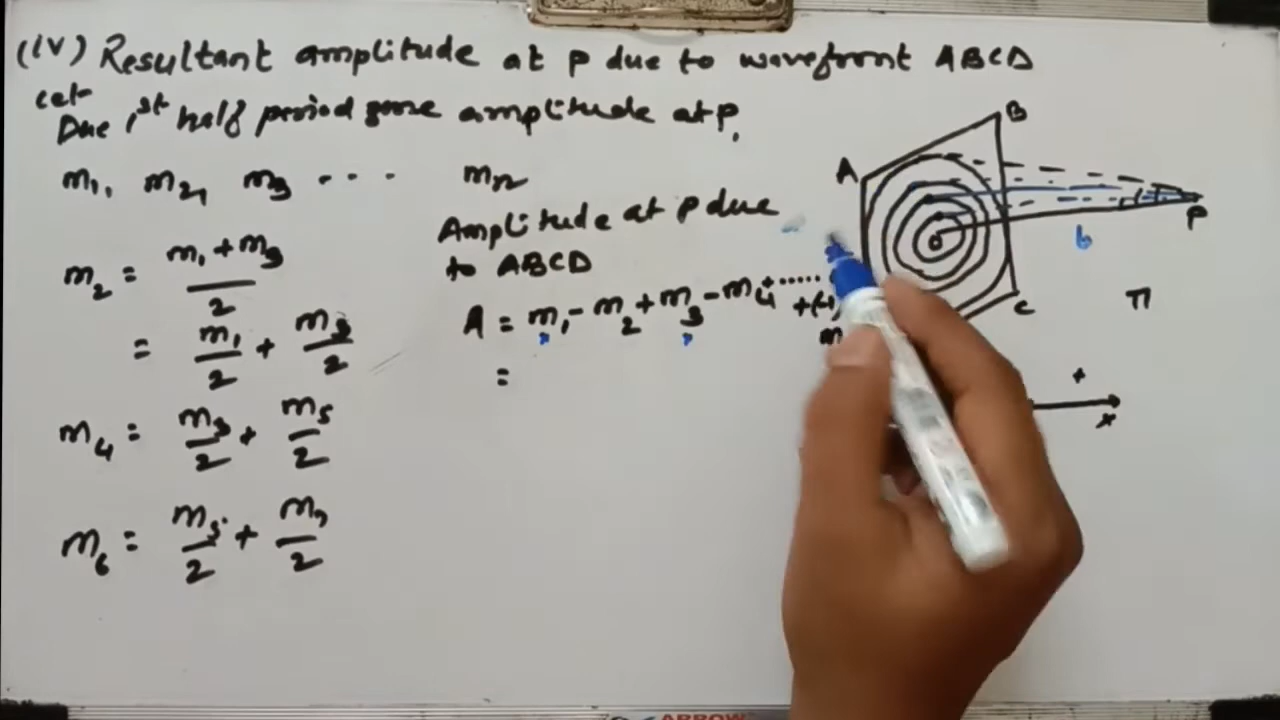 (iv) Resultant amplitude at P due to wavefront ABCD
Let
Due 1st half period zone amplitude at P,
m1, m2, m3 ... mn
m2 = m1 + m3 / 2
= m1/2 + m3/2
m4 = m3/2 + m5/2
m6 = m5/2 + m7/2
Amplitude at P due
to ABCD
A = m1 - m2 + m3 - m4 + .....
+(-1)
m
=
A
B
C
P
b
π
+
x
ARROW